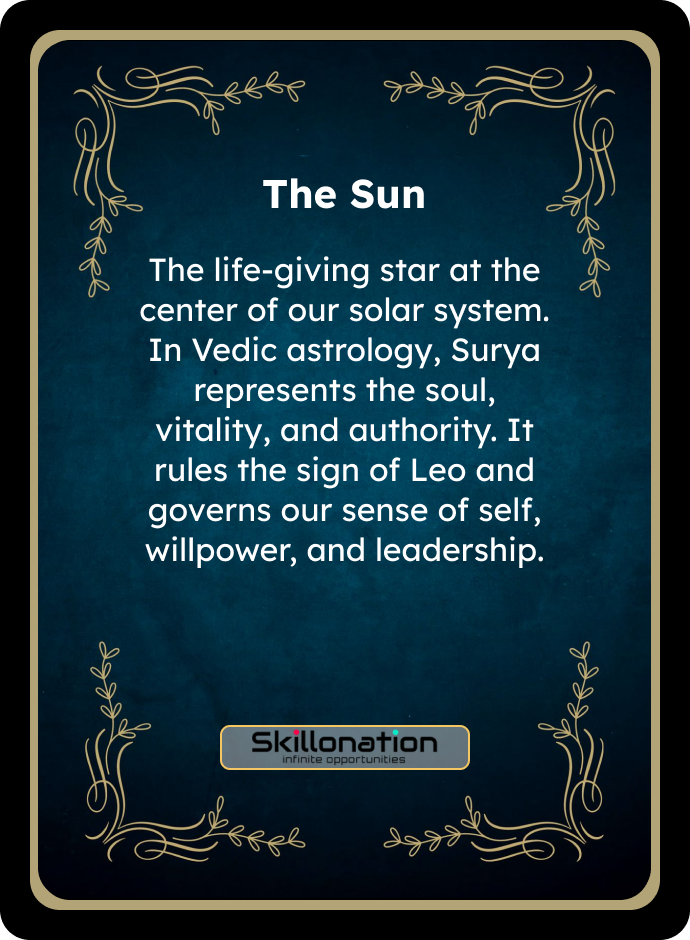 The Sun
The life-giving star at the
center of our solar system.
In Vedic astrology, Surya
represents the soul,
vitality, and authority. It
rules the sign of Leo and
governs our sense of self,
willpower, and leadership.
Skillonation
infinite opportunities